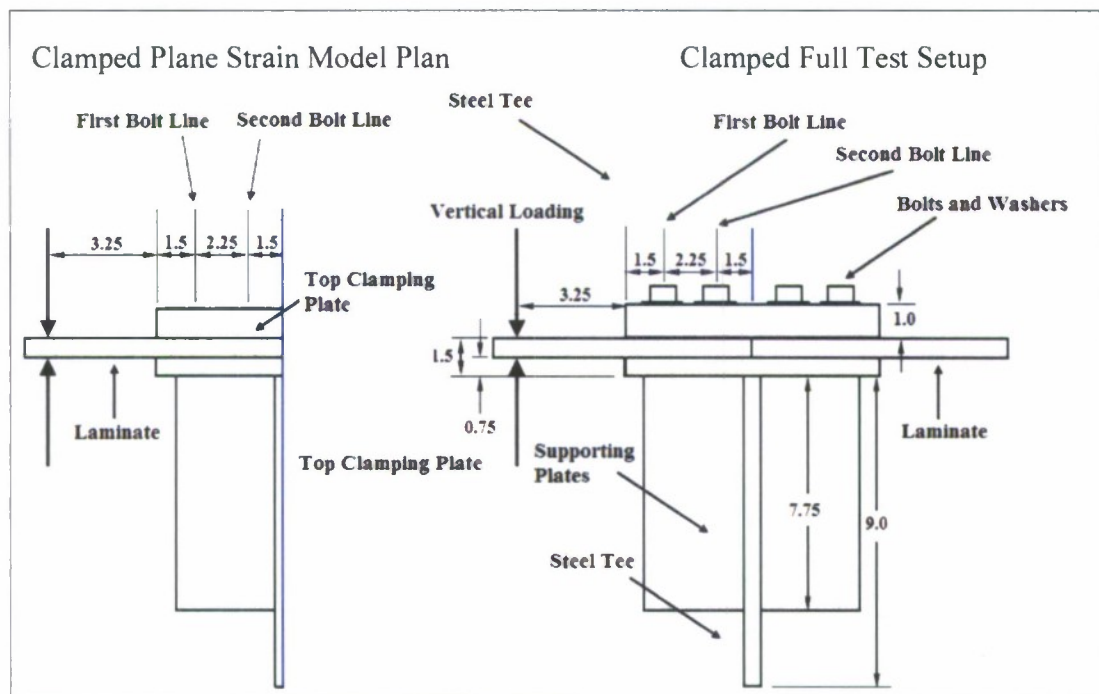 Clamped Plane Strain Model Plan
Clamped Full Test Setup
Steel Tee
First Bolt Line
Second Bolt Line
First Bolt Line
Second Bolt Line
Bolts and Washers
Vertical Loading
3.25
1.5
2.25
1.5
1.5
2.25
1.5
Top Clamping
Plate
3.25
1.0
1.5
Laminate
0.75
Laminate
Top Clamping Plate
Supporting
Plates
7.75
9.0
Steel Tee